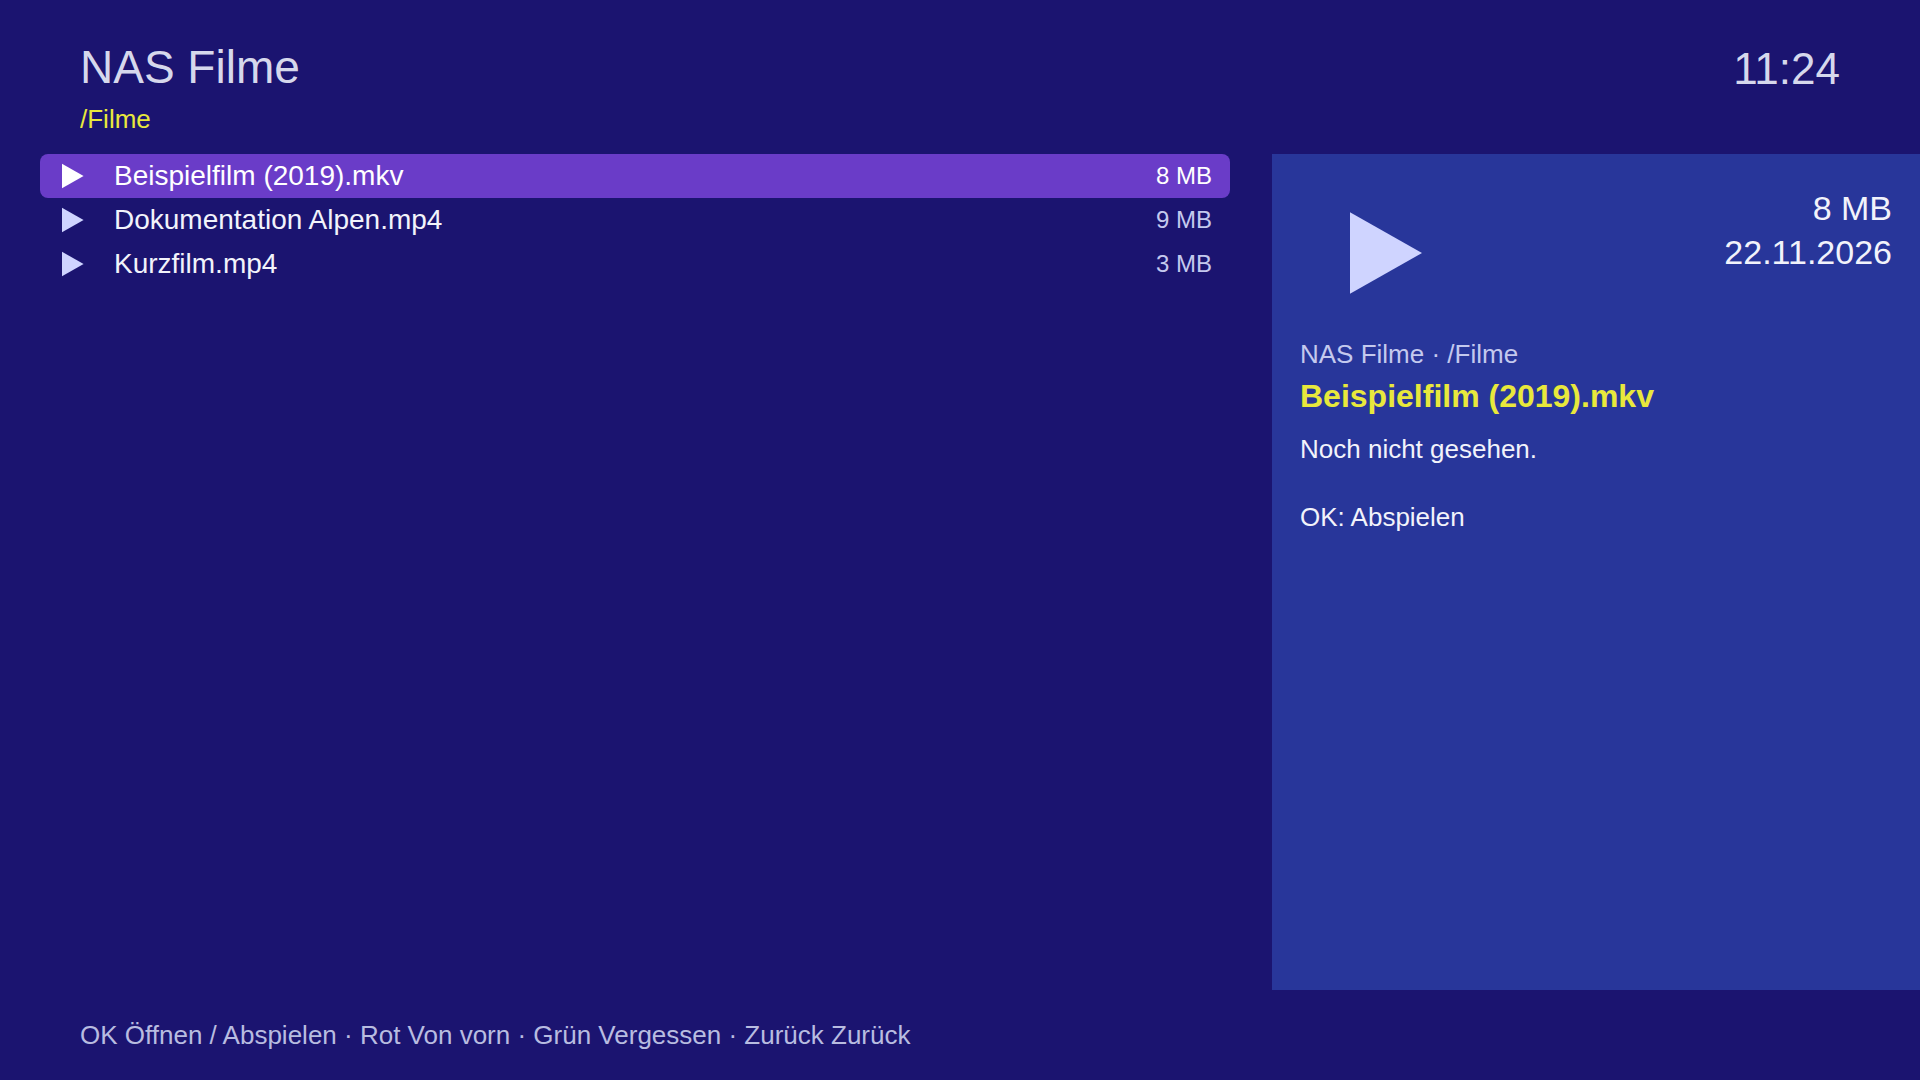 NAS Filme
11:24
/Filme
Beispielfilm (2019).mkv 8 MB
Dokumentation Alpen.mp4 9 MB
Kurzfilm.mp4 3 MB
8 MB
22.11.2026
NAS Filme · /Filme
Beispielfilm (2019).mkv
Noch nicht gesehen.
OK: Abspielen
OK Öffnen / Abspielen · Rot Von vorn · Grün Vergessen · Zurück Zurück